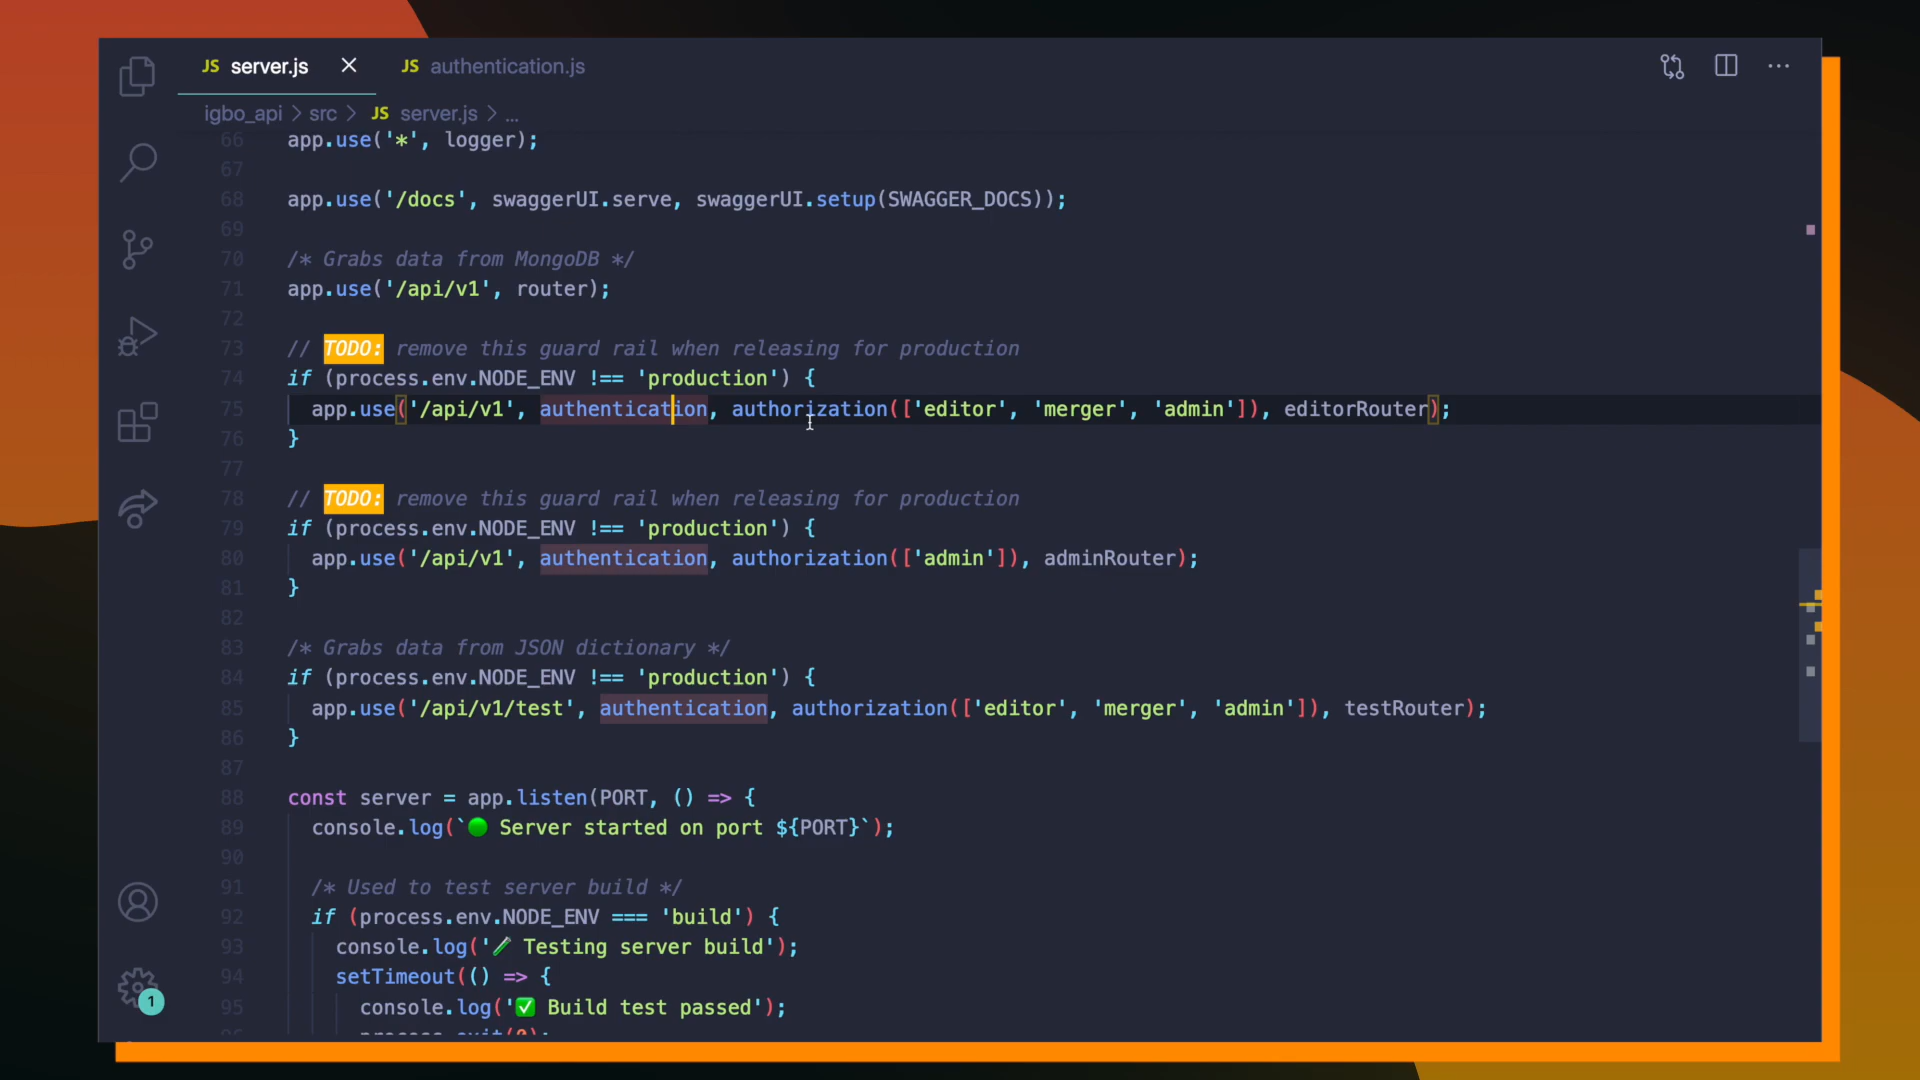 JS server.js
JS authentication.js
igbo_api > src > JS server.js > ...
66 app.use('*', logger);
67
68 app.use('/docs', swaggerUI.serve, swaggerUI.setup(SWAGGER_DOCS));
69
70 /* Grabs data from MongoDB */
71 app.use('/api/v1', router);
72
73 // TODO: remove this guard rail when releasing for production
74 if (process.env.NODE_ENV !== 'production') {
75 app.use('/api/v1', authentication, authorization(['editor', 'merger', 'admin']), editorRouter);
76 }
77
78 // TODO: remove this guard rail when releasing for production
79 if (process.env.NODE_ENV !== 'production') {
80 app.use('/api/v1', authentication, authorization(['admin']), adminRouter);
81 }
82
83 /* Grabs data from JSON dictionary */
84 if (process.env.NODE_ENV !== 'production') {
85 app.use('/api/v1/test', authentication, authorization(['editor', 'merger', 'admin']), testRouter);
86 }
87
88 const server = app.listen(PORT, () => {
89 console.log(`🟢 Server started on port ${PORT}`);
90
91 /* Used to test server build */
92 if (process.env.NODE_ENV === 'build') {
93 console.log('🧪 Testing server build');
94 setTimeout(() => {
95 console.log('✅ Build test passed');
1